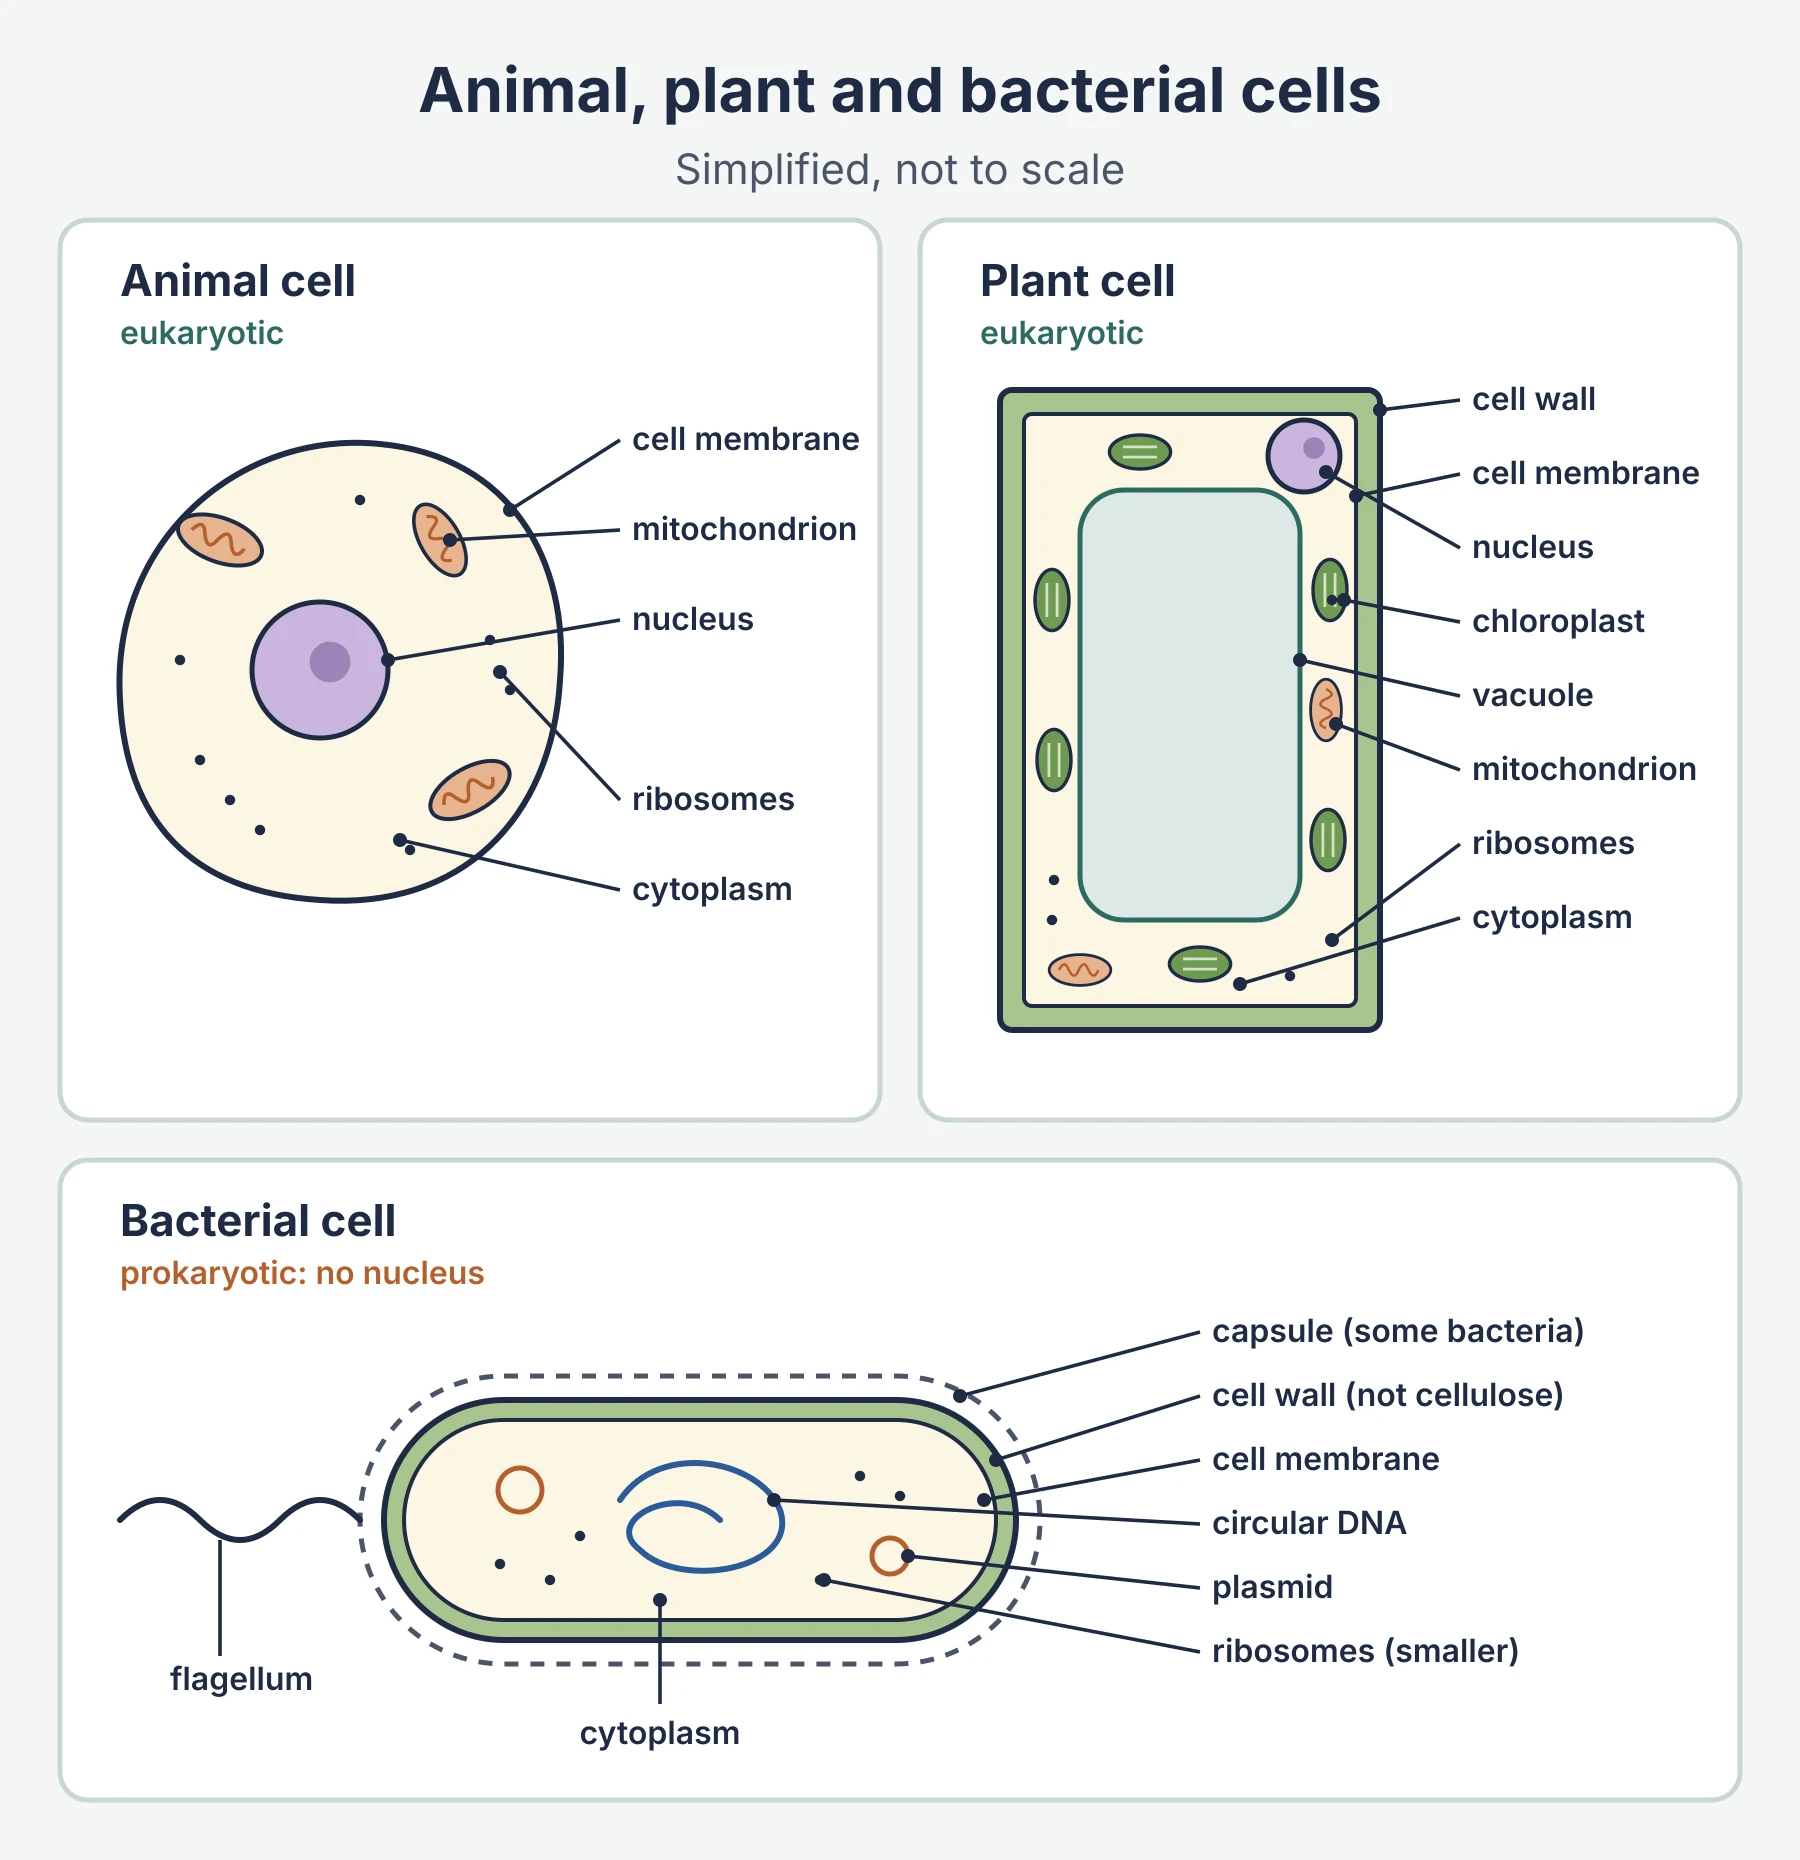 Animal, plant and bacterial cells
Simplified, not to scale
Animal cell
eukaryotic
cell membrane
mitochondrion
nucleus
ribosomes
cytoplasm
Plant cell
eukaryotic
cell wall
cell membrane
nucleus
chloroplast
vacuole
mitochondrion
ribosomes
cytoplasm
Bacterial cell
prokaryotic: no nucleus
capsule (some bacteria)
cell wall (not cellulose)
cell membrane
circular DNA
plasmid
ribosomes (smaller)
flagellum
cytoplasm